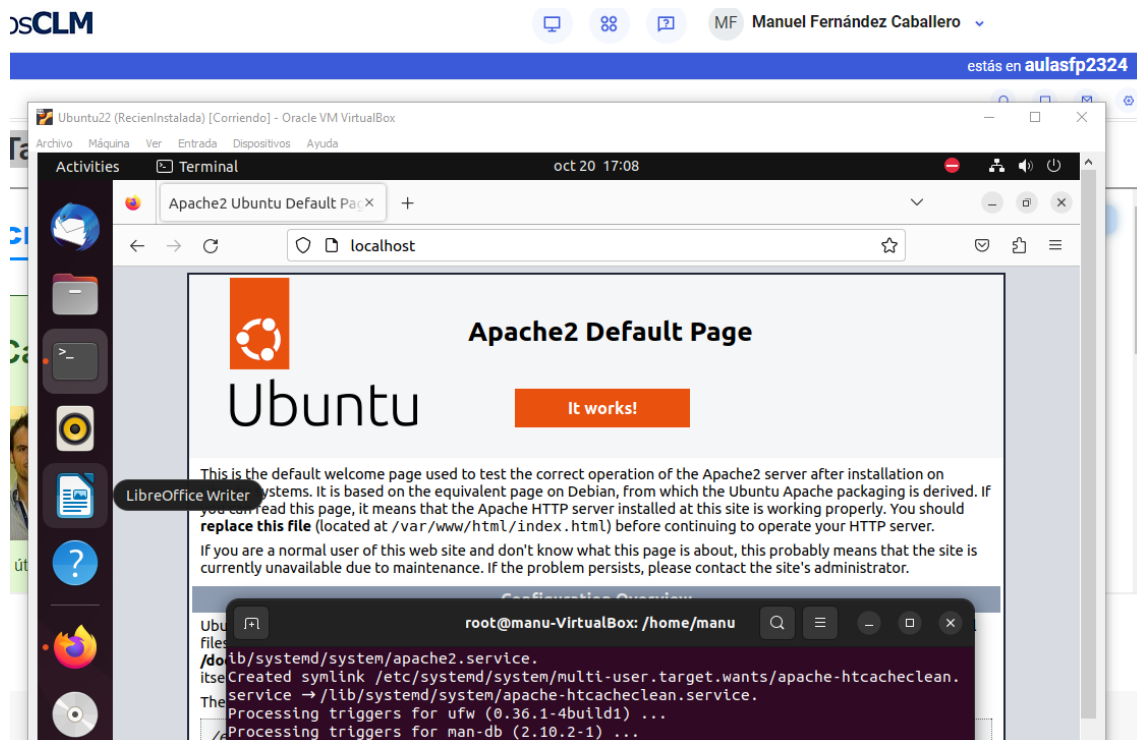 osCLM
MF Manuel Fernández Caballero
estás en aulasfp2324
Ubuntu22 (RecienInstalada) [Corriendo] - Oracle VM VirtualBox
Archivo Máquina Ver Entrada Dispositivos Ayuda
Activities Terminal oct 20 17:08
Apache2 Ubuntu Default Pag
localhost
Apache2 Default Page
Ubuntu
It works!
This is the default welcome page used to test the correct operation of the Apache2 server after installation on
ystems. It is based on the equivalent page on Debian, from which the Ubuntu Apache packaging is derived. If
LibreOffice Writer
you can read this page, it means that the Apache HTTP server installed at this site is working properly. You should
replace this file (located at /var/www/html/index.html) before continuing to operate your HTTP server.
If you are a normal user of this web site and don't know what this page is about, this probably means that the site is
currently unavailable due to maintenance. If the problem persists, please contact the site's administrator.
út
Configuration Overview
Ubu
root@manu-VirtualBox: /home/manu
files
/do
ib/systemd/system/apache2.service.
itse
Created symlink /etc/systemd/system/multi-user.target.wants/apache-htcacheclean.
service → /lib/systemd/system/apache-htcacheclean.service.
The
Processing triggers for ufw (0.36.1-4build1) ...
/e
Processing triggers for man-db (2.10.2-1) ...